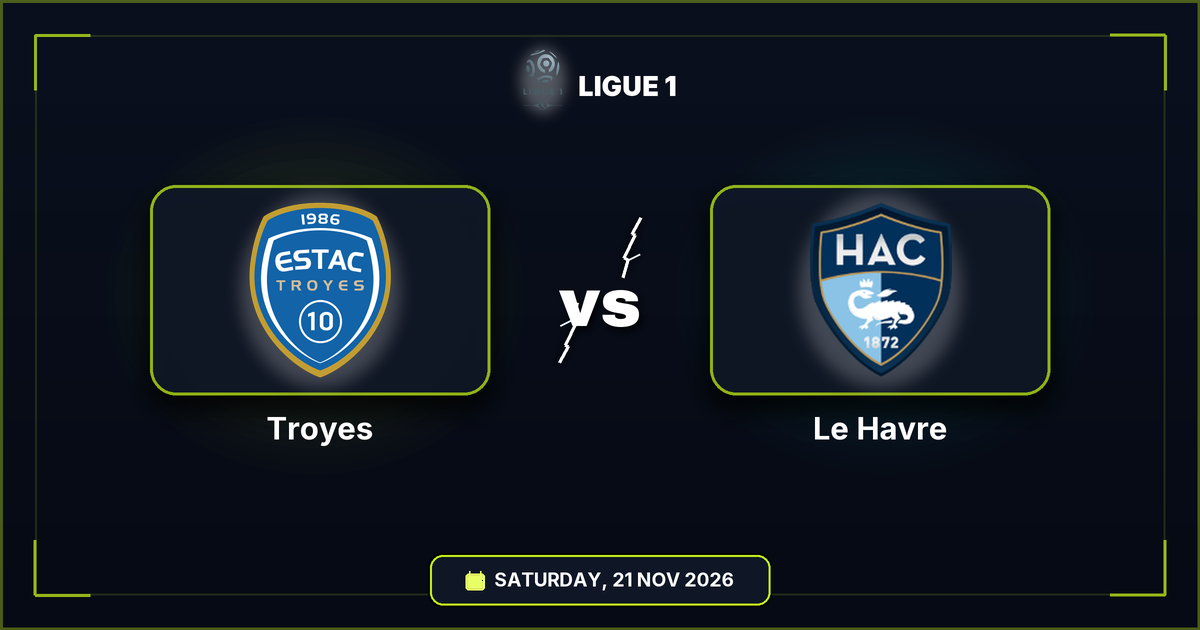 LIGUE 1
1986
ESTAC
TROYES
10
HAC
1872
VS
Troyes
Le Havre
SATURDAY, 21 NOV 2026